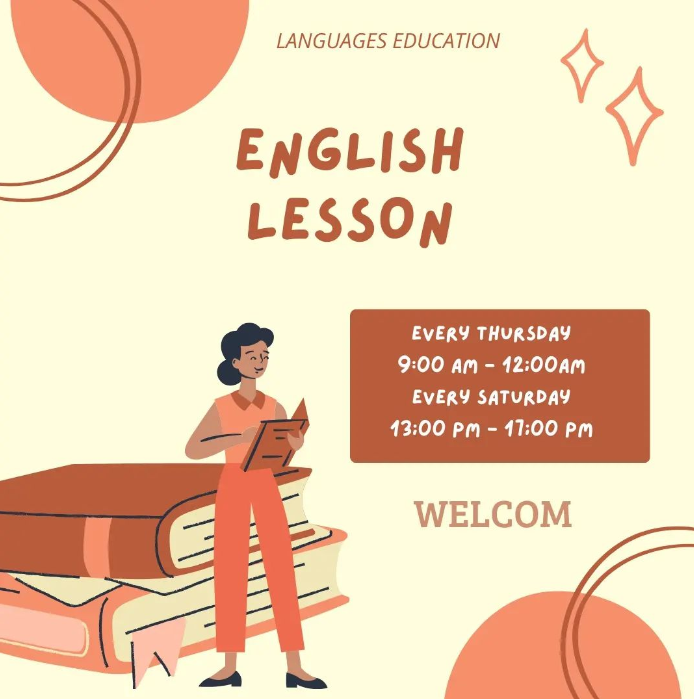 LANGUAGES EDUCATION
ENGLISH
LESSON
EVERY THURSDAY
9:00 AM – 12:00AM
EVERY SATURDAY
13:00 PM – 17:00 PM
WELCOM